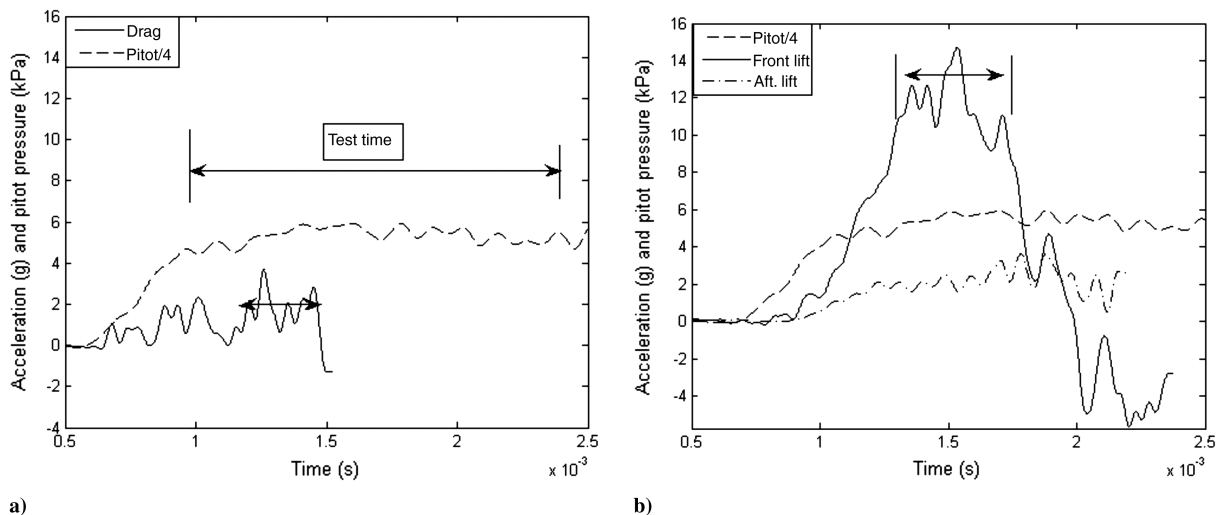 16
14
12
10
8
6
4
2
0
-2
-4
Acceleration (g) and pitot pressure (kPa)
Drag
Pitot/4
Test time
0.5
1
1.5
2
2.5
Time (s)
x 10⁻³
a)
16
14
12
10
8
6
4
2
0
-2
-4
Acceleration (g) and pitot pressure (kPa)
Pitot/4
Front lift
Aft. lift
0.5
1
1.5
2
2.5
Time (s)
x 10⁻³
b)